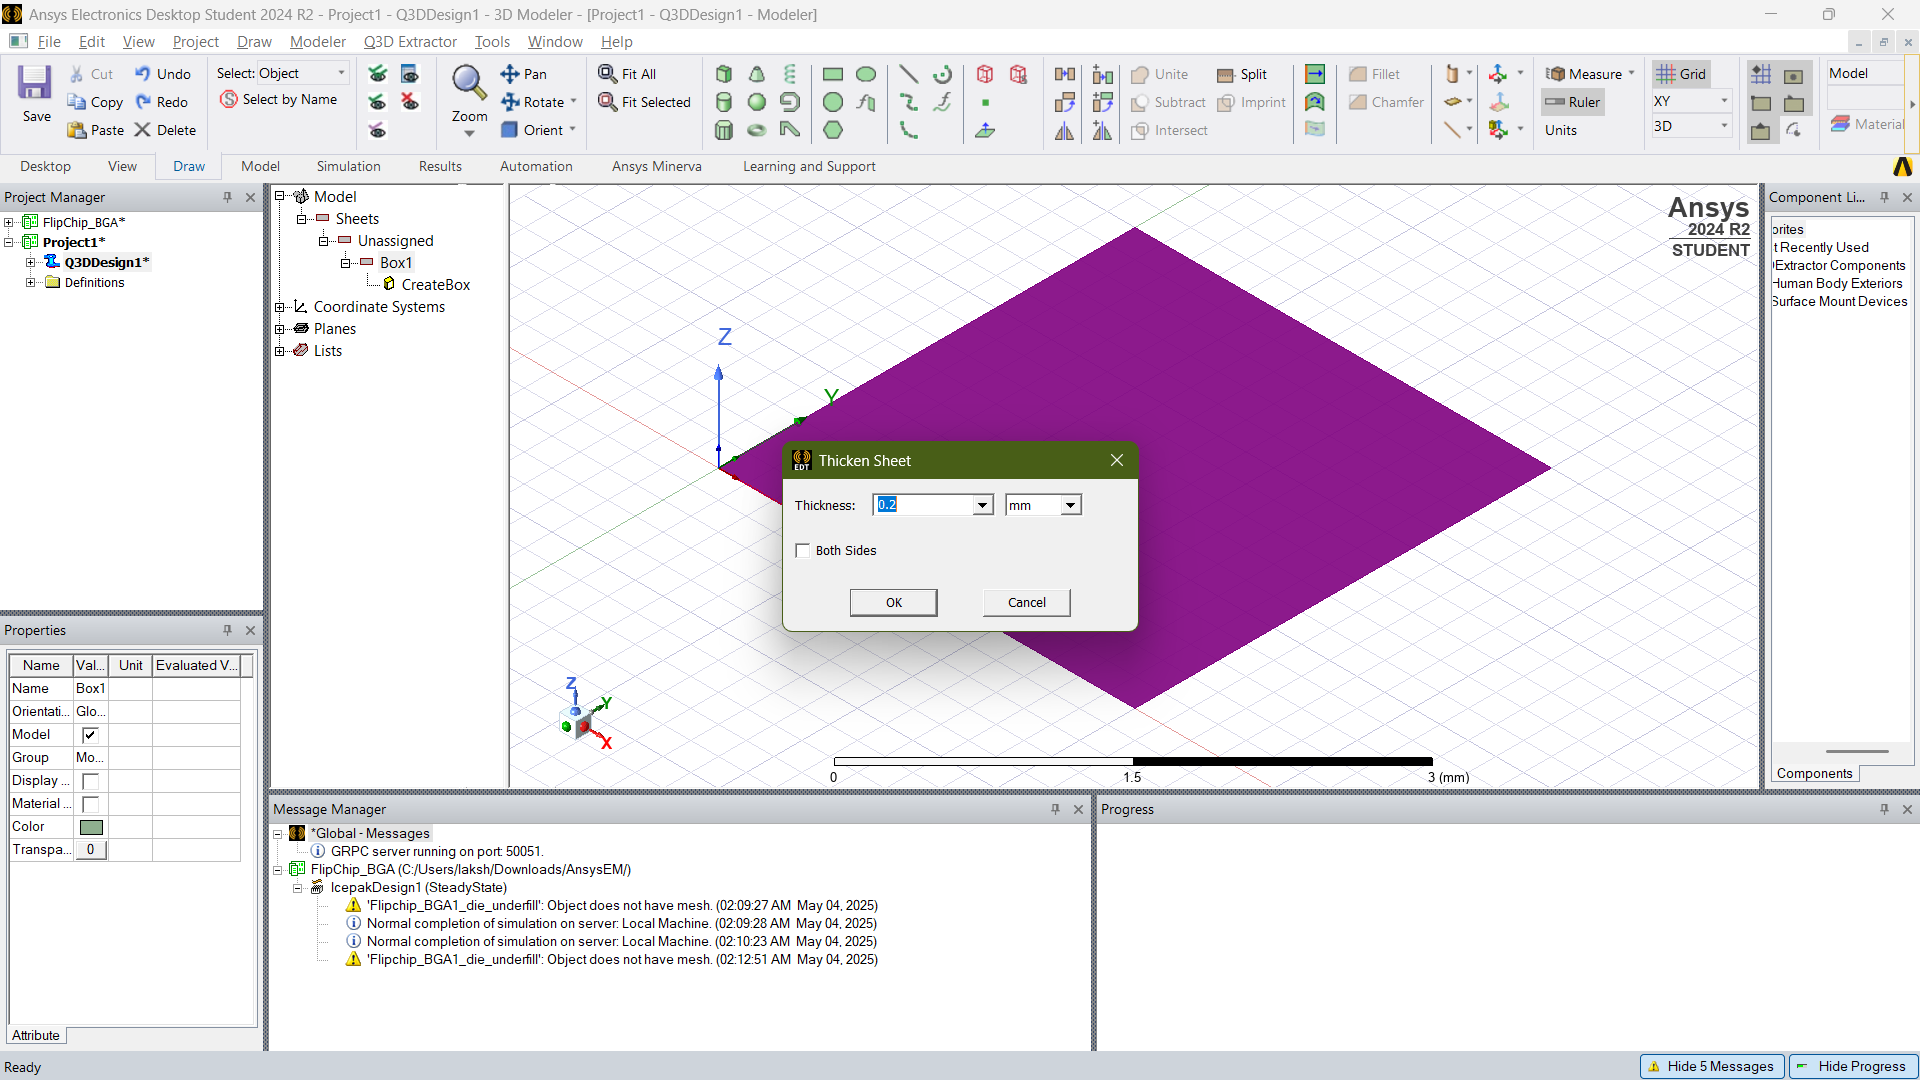 Ansys Electronics Desktop Student 2024 R2 - Project1 - Q3DDesign1 - 3D Modeler - [Project1 - Q3DDesign1 - Modeler]
File Edit View Project Draw Modeler Q3D Extractor Tools Window Help
Save
Cut
Copy
Paste
Undo
Redo
Delete
Select: Object
Select by Name
Zoom
Pan
Rotate
Orient
Fit All
Fit Selected
Unite
Subtract
Intersect
Split
Imprint
Fillet
Chamfer
Measure
Ruler
Units
Grid
XY
3D
Model
Material
Desktop View Draw Model Simulation Results Automation Ansys Minerva Learning and Support
Project Manager
FlipChip_BGA*
Project1*
Q3DDesign1*
Definitions
Model
Sheets
Unassigned
Box1
CreateBox
Coordinate Systems
Planes
Lists
Ansys
2024 R2
STUDENT
Z
Y
EDT
Thicken Sheet
Thickness: 0.2 mm
Both Sides
OK Cancel
Z
Y
X
0 1.5 3 (mm)
Component Li...
orites
t Recently Used
Extractor Components
Human Body Exteriors
Surface Mount Devices
Components
Properties
Name Val... Unit Evaluated V...
Name Box1
Orientati... Glo...
Model
Group Mo...
Display ...
Material ...
Color
Transpa... 0
Attribute
Message Manager
*Global - Messages
GRPC server running on port: 50051.
FlipChip_BGA (C:/Users/laksh/Downloads/AnsysEM/)
IcepakDesign1 (SteadyState)
'Flipchip_BGA1_die_underfill': Object does not have mesh. (02:09:27 AM May 04, 2025)
Normal completion of simulation on server: Local Machine. (02:09:28 AM May 04, 2025)
Normal completion of simulation on server: Local Machine. (02:10:23 AM May 04, 2025)
'Flipchip_BGA1_die_underfill': Object does not have mesh. (02:12:51 AM May 04, 2025)
Progress
Ready
Hide 5 Messages
Hide Progress